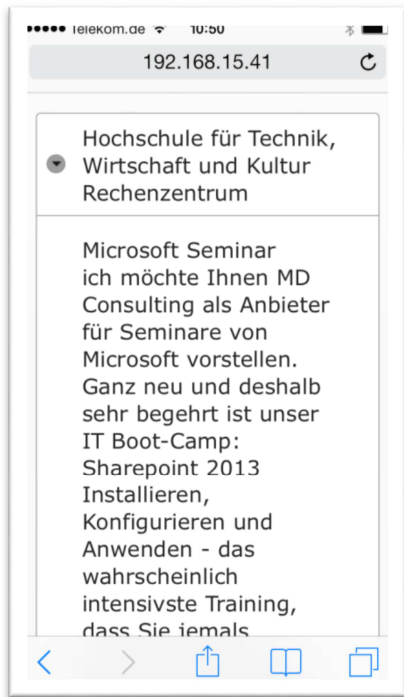 Telekom.de 10:50
192.168.15.41
Hochschule für Technik,
Wirtschaft und Kultur
Rechenzentrum
Microsoft Seminar
ich möchte Ihnen MD
Consulting als Anbieter
für Seminare von
Microsoft vorstellen.
Ganz neu und deshalb
sehr begehrt ist unser
IT Boot-Camp:
Sharepoint 2013
Installieren,
Konfigurieren und
Anwenden - das
wahrscheinlich
intensivste Training,
dass Sie jemals